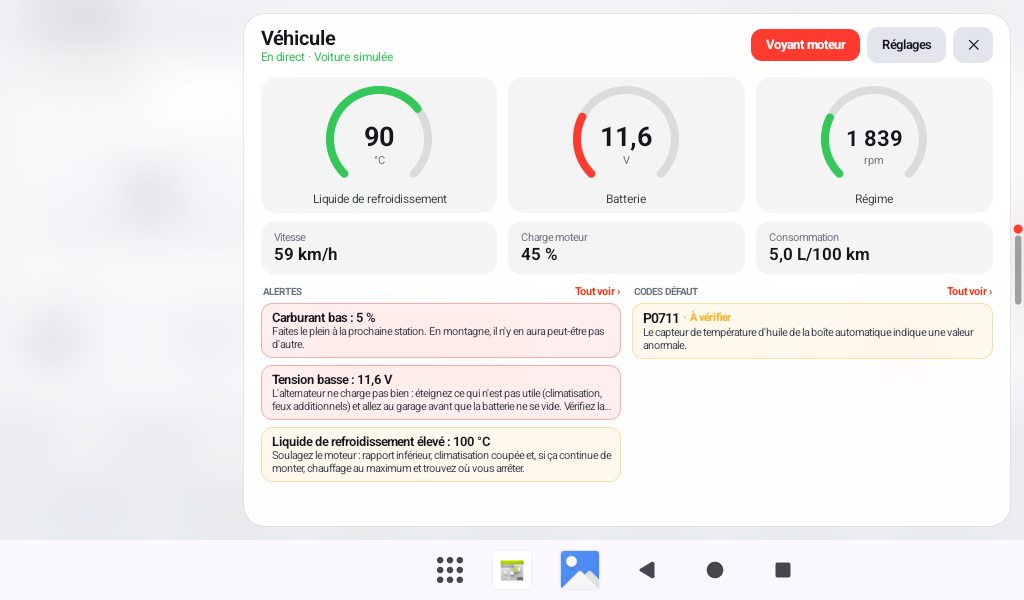 Véhicule
En direct · Voiture simulée
Voyant moteur
Réglages
90
°C
Liquide de refroidissement
11,6
V
Batterie
1 839
rpm
Régime
Vitesse
59 km/h
Charge moteur
45 %
Consommation
5,0 L/100 km
ALERTES
Tout voir ›
CODES DÉFAUT
Tout voir ›
Carburant bas : 5 %
Faites le plein à la prochaine station. En montagne, il n'y en aura peut-être pas
d'autre.
P0711 · À vérifier
Le capteur de température d'huile de la boîte automatique indique une valeur
anormale.
Tension basse : 11,6 V
L'alternateur ne charge pas bien : éteignez ce qui n'est pas utile (climatisation,
feux additionnels) et allez au garage avant que la batterie ne se vide. Vérifiez la...
Liquide de refroidissement élevé : 100 °C
Soulagez le moteur : rapport inférieur, climatisation coupée et, si ça continue de
monter, chauffage au maximum et trouvez où vous arrêter.